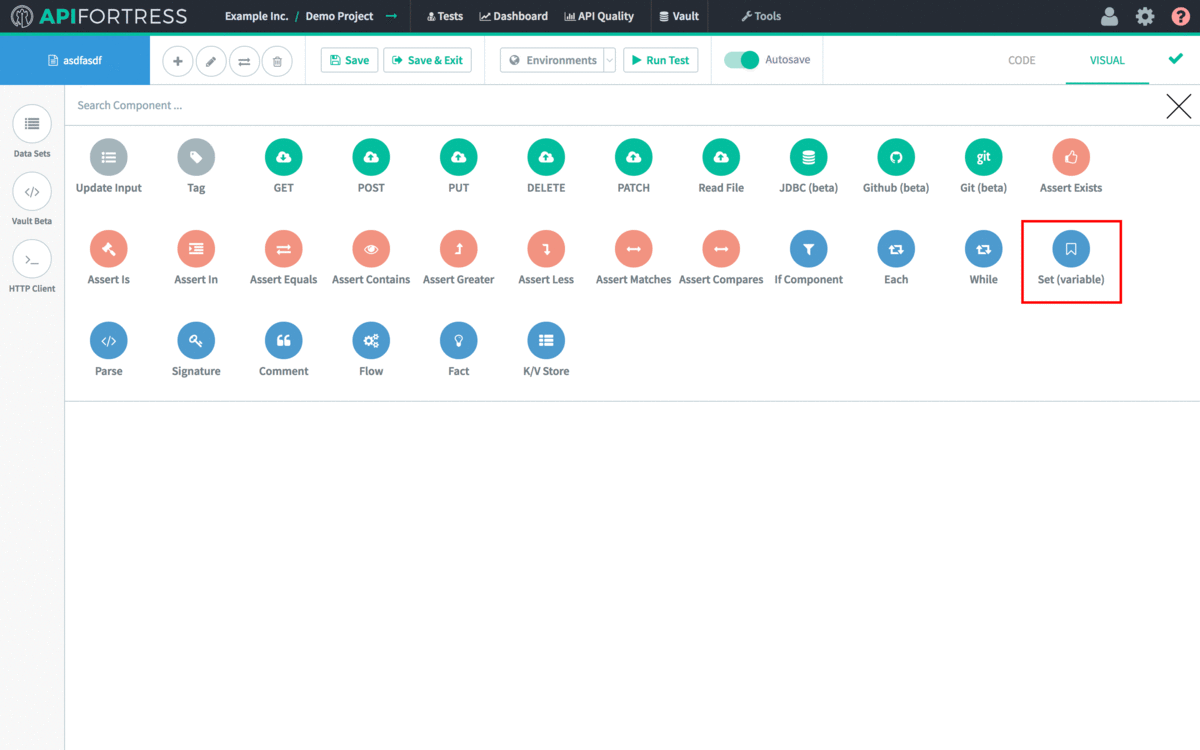 APIFORTRESS Example Inc. / Demo Project → Tests Dashboard API Quality Vault Tools ?
asdfasdf Save Save & Exit Environments Run Test Autosave CODE VISUAL
Search Component ...
Data Sets
Vault Beta
HTTP Client
Update Input Tag GET POST PUT DELETE PATCH Read File JDBC (beta) Github (beta) git Git (beta) Assert Exists
Assert Is Assert In Assert Equals Assert Contains Assert Greater Assert Less Assert Matches Assert Compares If Component Each While Set (variable)
Parse Signature Comment Flow Fact K/V Store